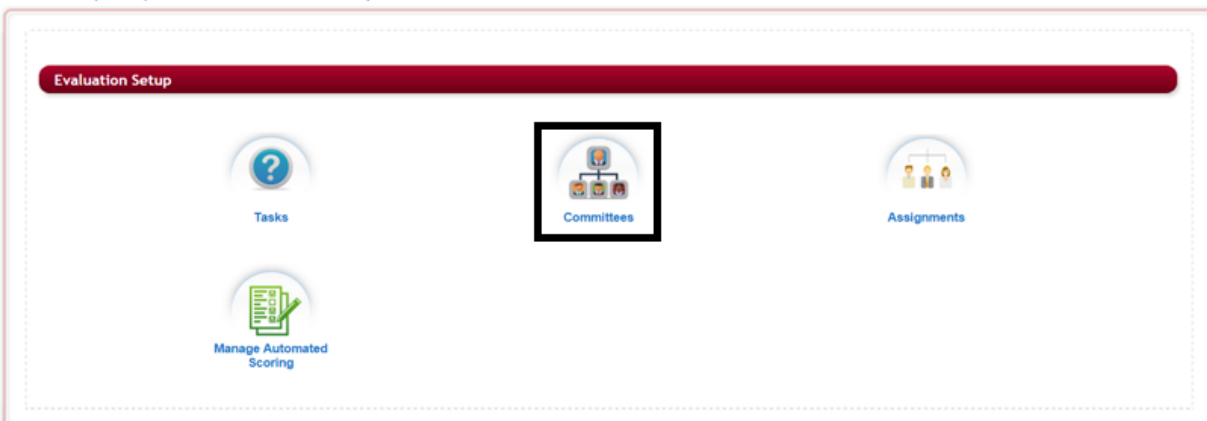 Evaluation Setup
Tasks
Committees
Assignments
Manage Automated
Scoring